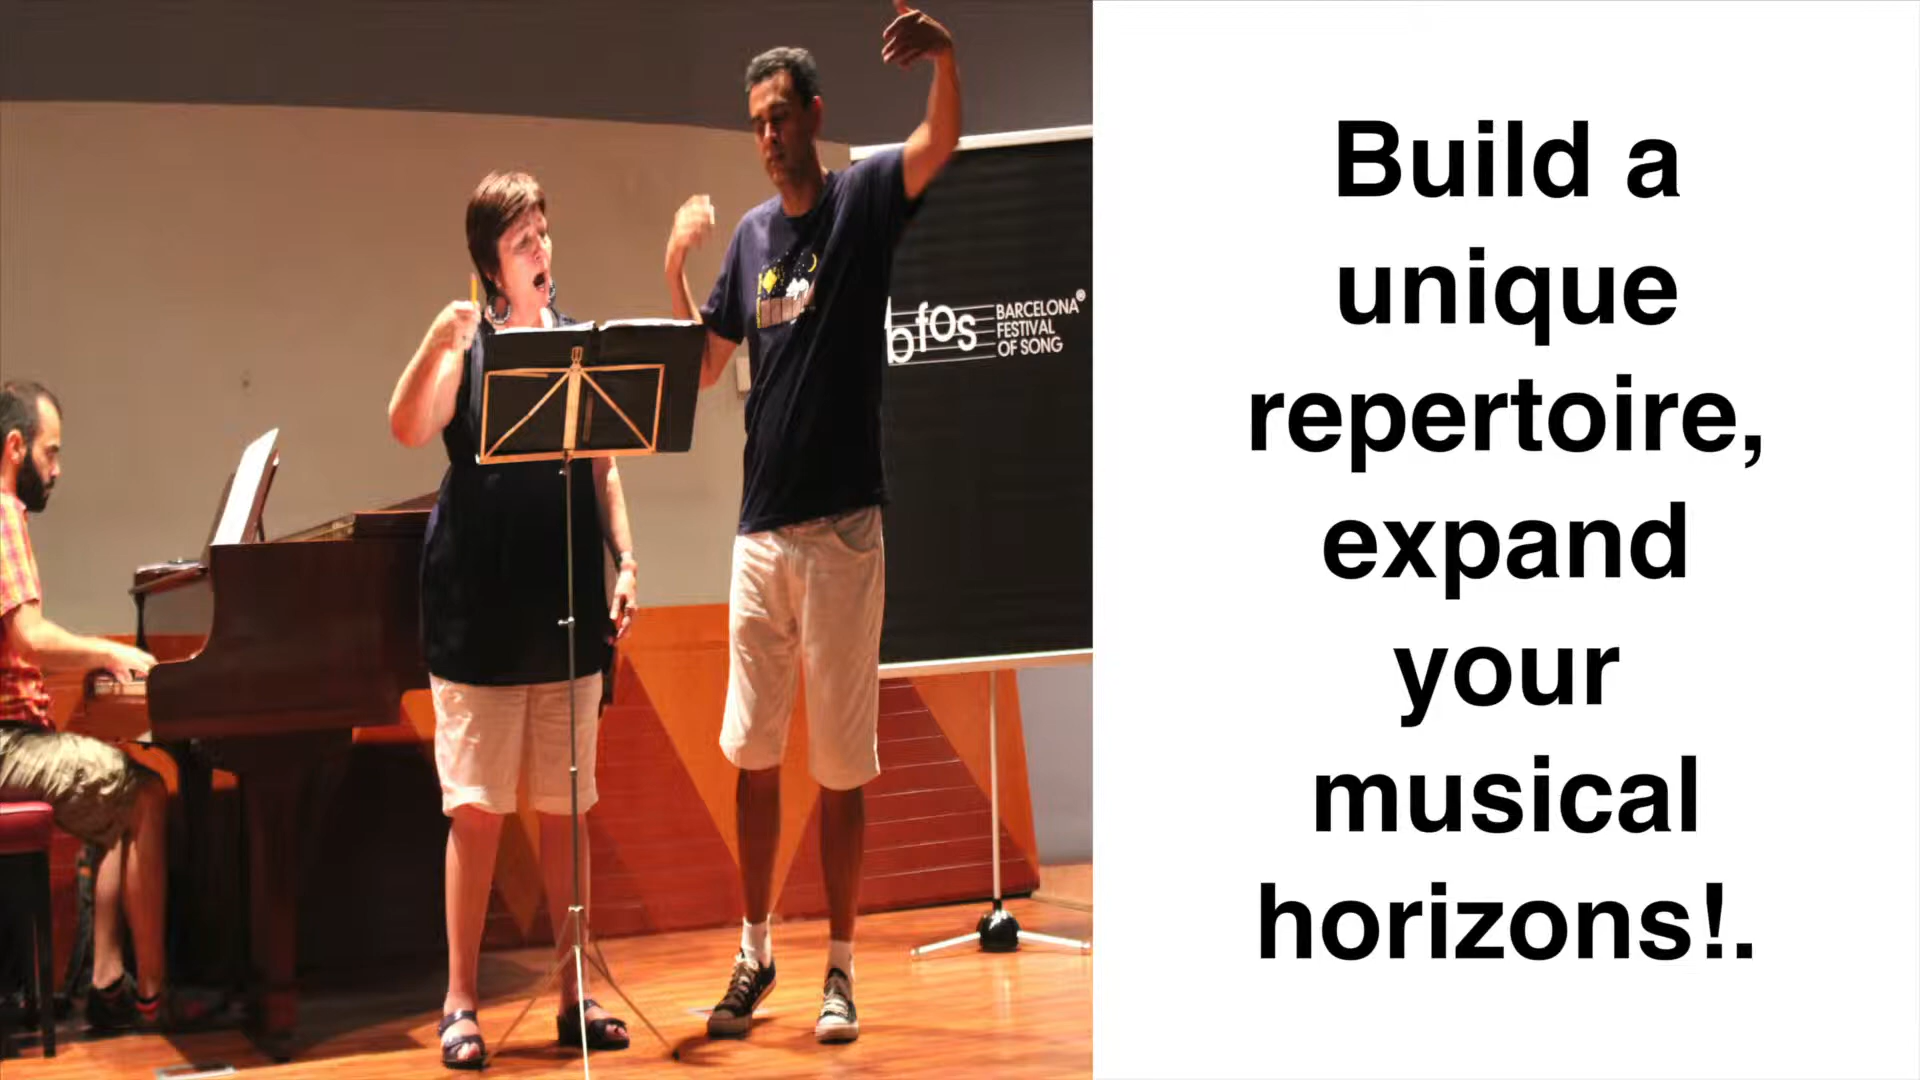 bfos
BARCELONA®
FESTIVAL
OF SONG
Build a
unique
repertoire,
expand
your
musical
horizons!.